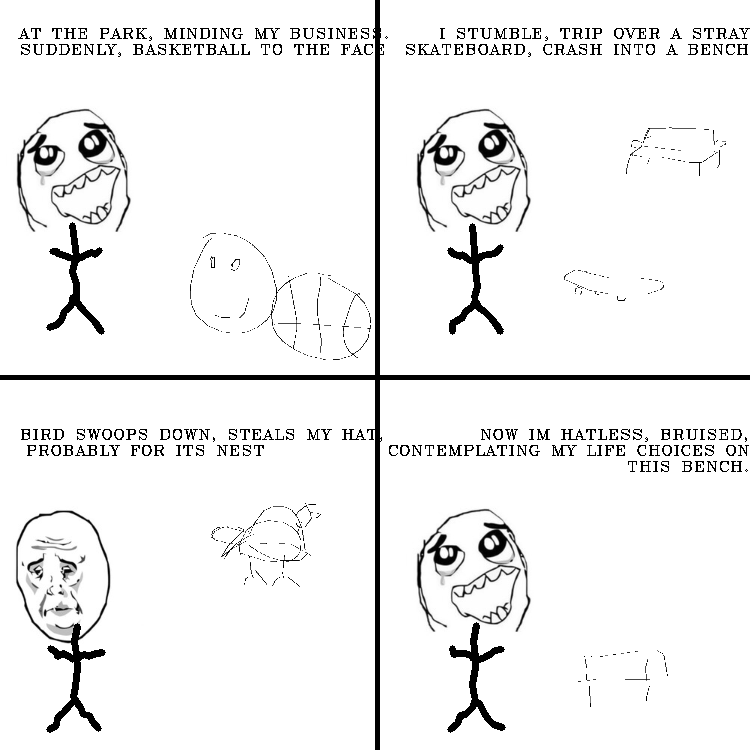 AT THE PARK, MINDING MY BUSINESS.
SUDDENLY, BASKETBALL TO THE FACE
I STUMBLE, TRIP OVER A STRAY
SKATEBOARD, CRASH INTO A BENCH
BIRD SWOOPS DOWN, STEALS MY HAT,
PROBABLY FOR ITS NEST
NOW IM HATLESS, BRUISED,
CONTEMPLATING MY LIFE CHOICES ON
THIS BENCH.